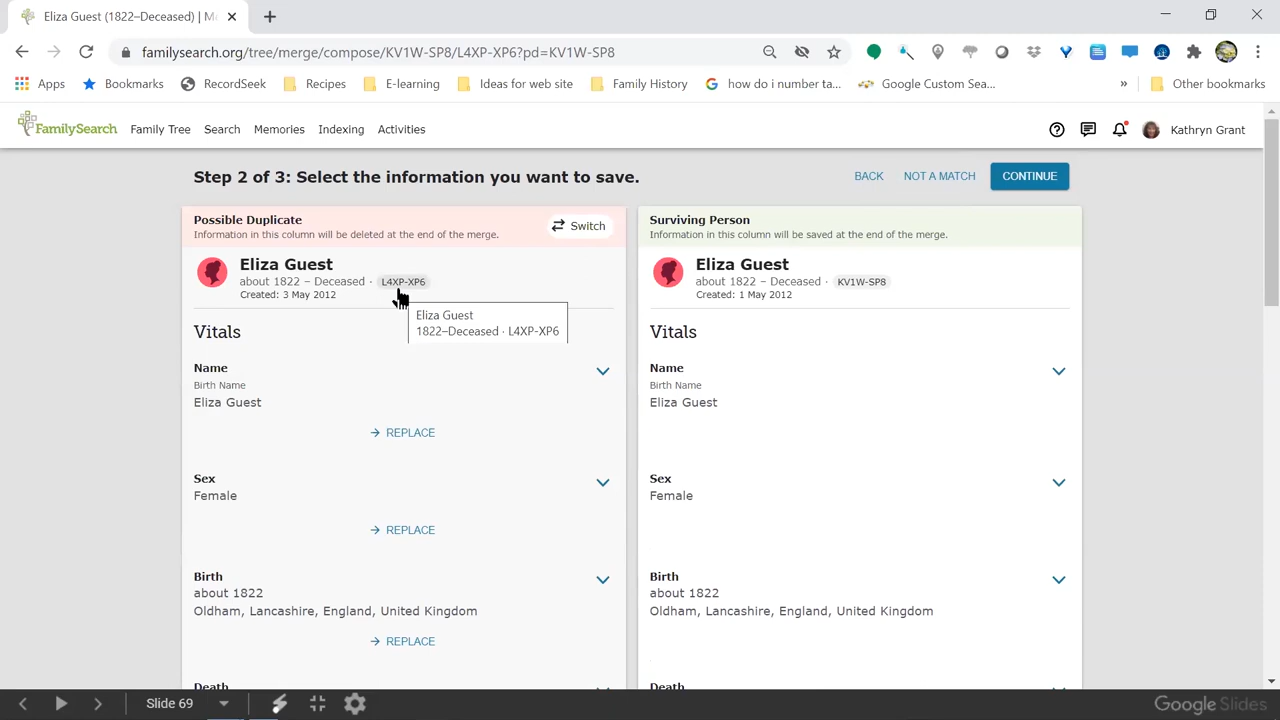 Eliza Guest (1822–Deceased) | Me
familysearch.org/tree/merge/compose/KV1W-SP8/L4XP-XP6?pd=KV1W-SP8
Apps Bookmarks RecordSeek Recipes E-learning Ideas for web site Family History how do i number ta... Google Custom Sea... » Other bookmarks
FamilySearch Family Tree Search Memories Indexing Activities Kathryn Grant
Step 2 of 3: Select the information you want to save. BACK NOT A MATCH CONTINUE
Possible Duplicate
Information in this column will be deleted at the end of the merge.
Switch
Eliza Guest
about 1822 – Deceased · L4XP-XP6
Created: 3 May 2012
Eliza Guest
1822–Deceased · L4XP-XP6
Vitals
Name
Birth Name
Eliza Guest
REPLACE
Sex
Female
REPLACE
Birth
about 1822
Oldham, Lancashire, England, United Kingdom
REPLACE
Death
Surviving Person
Information in this column will be saved at the end of the merge.
Eliza Guest
about 1822 – Deceased · KV1W-SP8
Created: 1 May 2012
Vitals
Name
Birth Name
Eliza Guest
Sex
Female
Birth
about 1822
Oldham, Lancashire, England, United Kingdom
Death
Slide 69
Google Slides